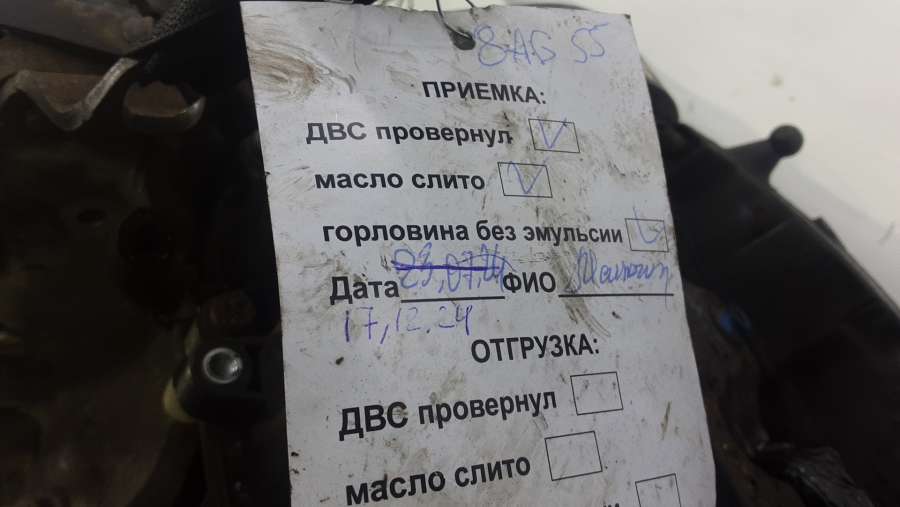 8AG 55
ПРИЕМКА:
ДВС провернул
масло слито
горловина без эмульсии
Дата 23,07,24 ФИО
17,12.24
ОТГРУЗКА:
ДВС провернул
масло слито